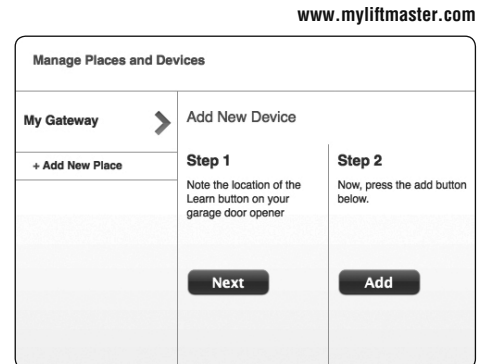 www.myliftmaster.com
Manage Places and Devices
My Gateway
+ Add New Place
Add New Device
Step 1
Note the location of the
Learn button on your
garage door opener
Next
Step 2
Now, press the add button
below.
Add